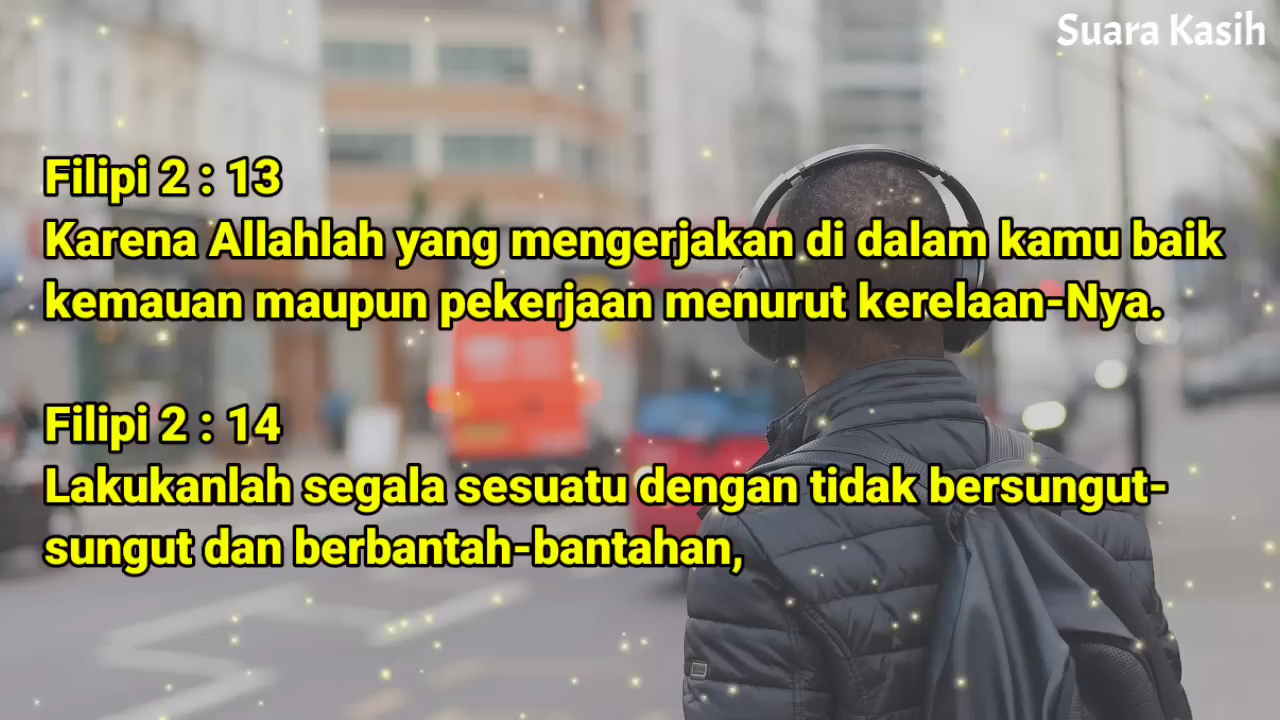 Suara Kasih
Filipi 2 : 13
Karena Allahlah yang mengerjakan di dalam kamu baik
kemauan maupun pekerjaan menurut kerelaan-Nya.
Filipi 2 : 14
Lakukanlah segala sesuatu dengan tidak bersungut-
sungut dan berbantah-bantahan,